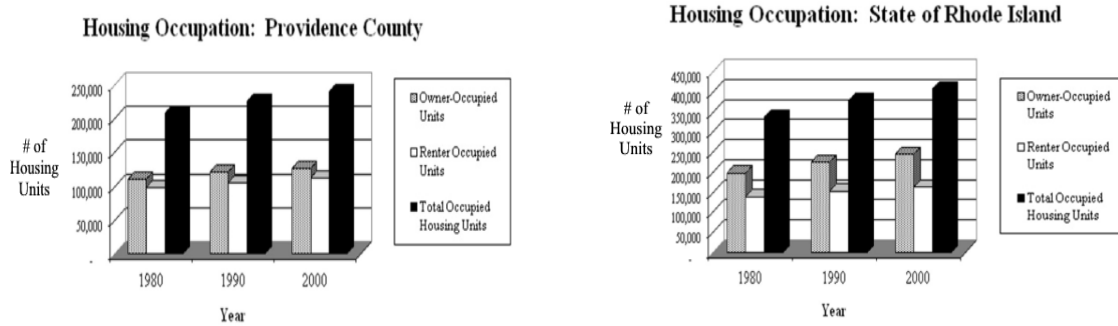 Housing Occupation: Providence County
# of
Housing
Units
250,000
200,000
150,000
100,000
50,000
-
1980
1990
2000
Year
Owner-Occupied
Units
Renter Occupied
Units
Total Occupied
Housing Units
Housing Occupation: State of Rhode Island
# of
Housing
Units
450,000
400,000
350,000
300,000
250,000
200,000
150,000
100,000
50,000
-
1980
1990
2000
Year
Owner-Occupied
Units
Renter Occupied
Units
Total Occupied
Housing Units